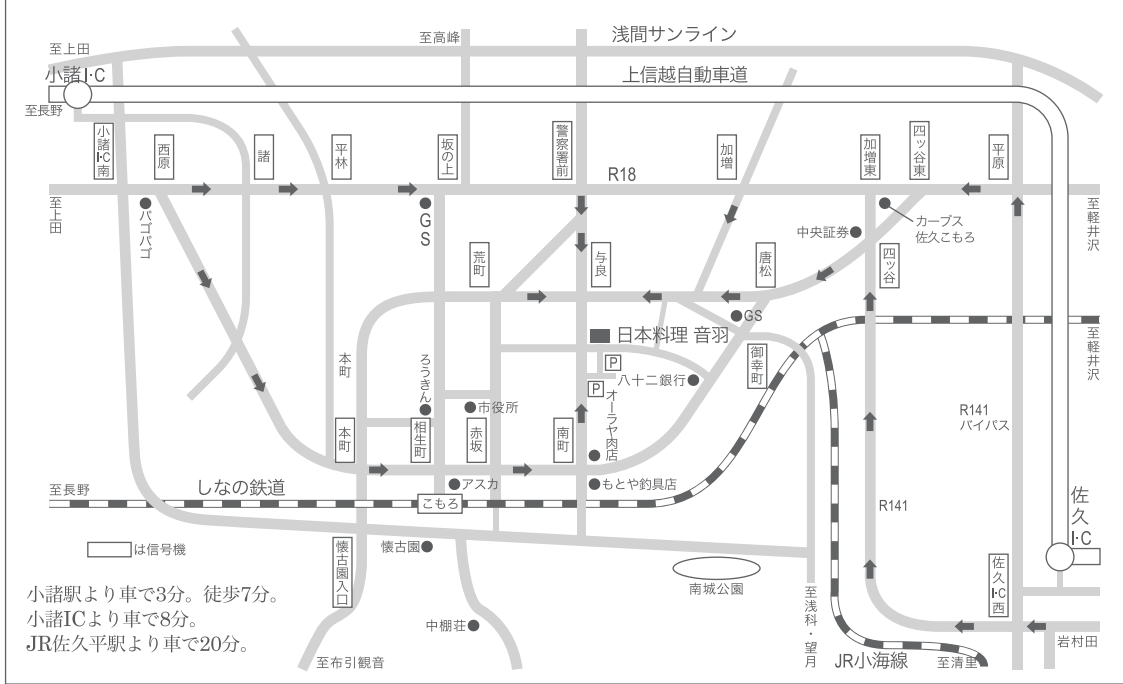 至高峰
浅間サンライン
至上田
小諸I・C
上信越自動車道
至長野
小諸I・C南
西原
諸
平林
坂の上
警察署前
加増
加増東
四ッ谷東
平原
R18
至上田
パゴパゴ
GS
荒町
与良
唐松
中央証券
カーブス
佐久こもろ
四ッ谷
至軽井沢
GS
日本料理 音羽
御幸町
至軽井沢
本町
ろうきん
P
八十二銀行
P
オーラヤ肉店
市役所
R141
バイパス
本町
相生町
赤坂
南町
至長野
しなの鉄道
こもろ
アスカ
もとや釣具店
R141
佐久I・C
は信号機
懐古園入口
懐古園
南城公園
佐久I・C西
小諸駅より車で3分。徒歩7分。
小諸ICより車で8分。
JR佐久平駅より車で20分。
中棚荘
至布引観音
至浅科・望月
JR小海線
至清里
岩村田